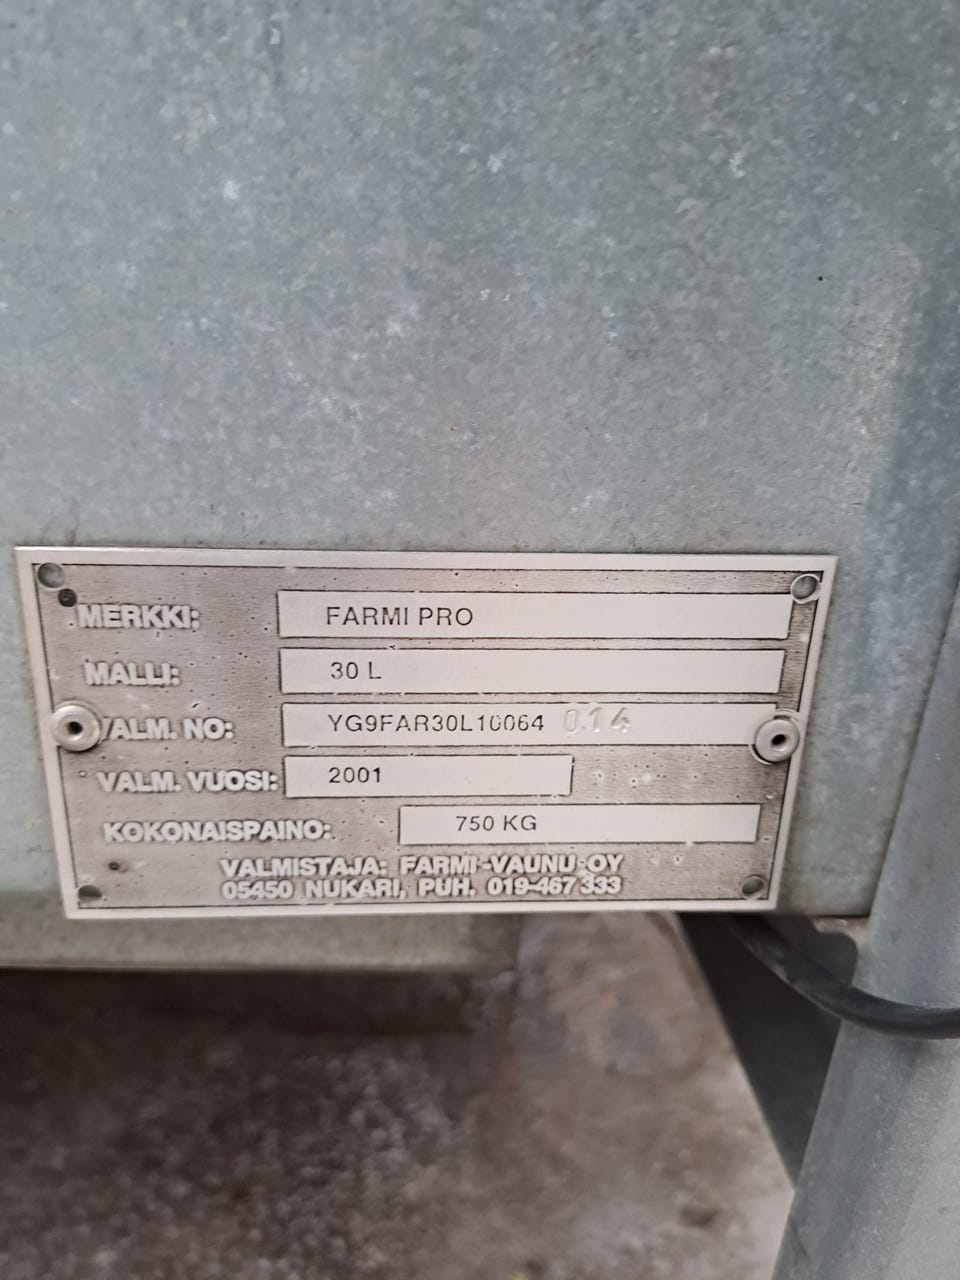 MERKKI: FARMI PRO
MALLI: 30 L
VALM. NO: YG9FAR30L10064 014
VALM. VUOSI: 2001
KOKONAISPAINO: 750 KG
VALMISTAJA: FARMI-VAUNU OY
05450 NUKARI, PUH. 019-467 333